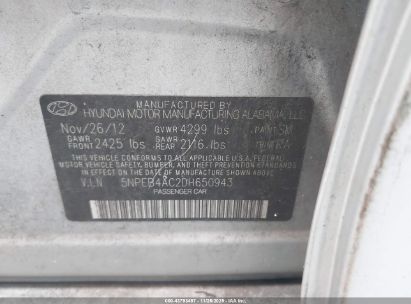 MANUFACTURED BY
HYUNDAI MOTOR MANUFACTURING ALABAMA, LLC
Nov/26/12 GVWR 4299 lbs PAINT SM
GAWR FRONT 2425 lbs GAWR REAR 2116 lbs TRIM
THIS VEHICLE CONFORMS TO ALL APPLICABLE FEDERAL
MOTOR VEHICLE SAFETY, BUMPER, AND THEFT PREVENTION STANDARDS
IN EFFECT ON THE DATE OF MANUFACTURE SHOWN ABOVE.
V.I.N 5NPEB4AC2DH650943
PASSENGER CAR